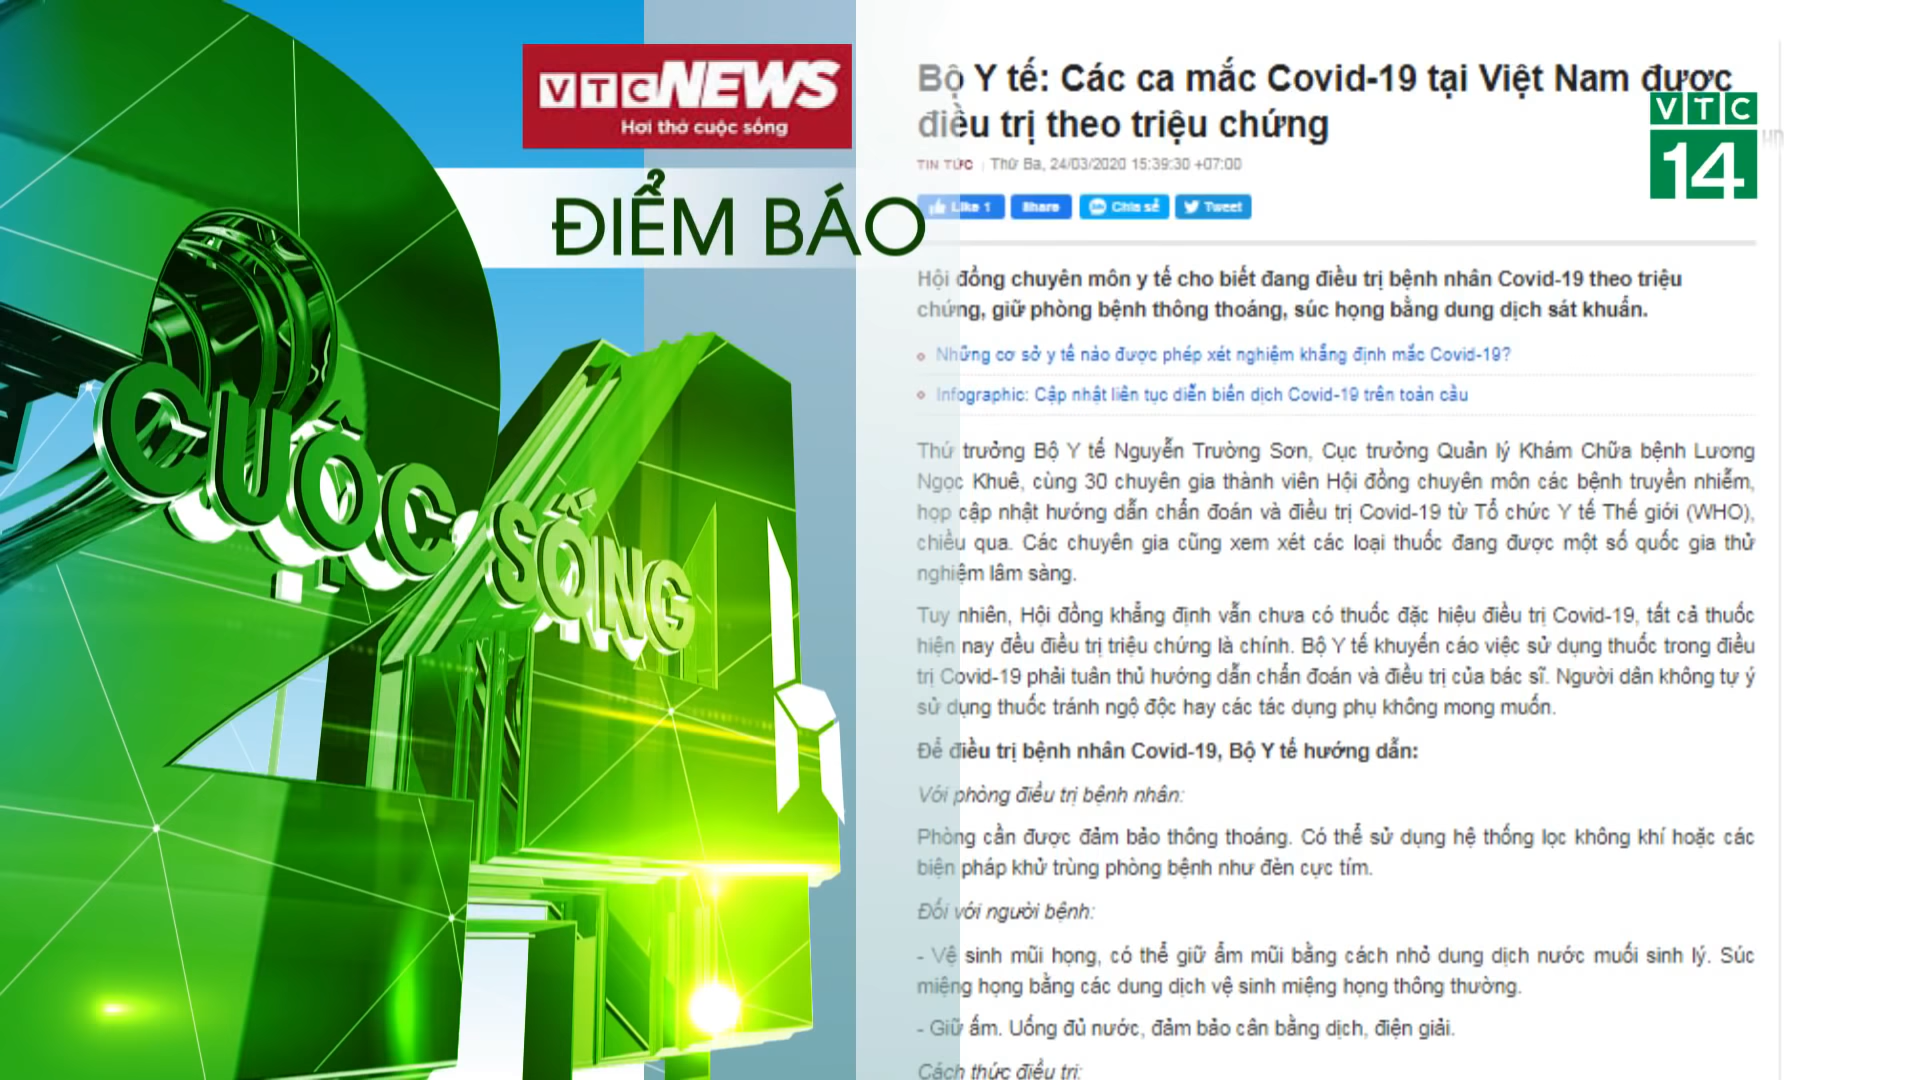 VTC NEWS
Hơi thở cuộc sống
ĐIỂM BÁO
CUỘC SỐNG
24h
VTC
14
HD
Bộ Y tế: Các ca mắc Covid-19 tại Việt Nam được
điều trị theo triệu chứng
TIN TỨC | Thứ Ba, 24/03/2020 15:39:30 +07:00
Like 1 Share Chia sẻ Tweet
Hội đồng chuyên môn y tế cho biết đang điều trị bệnh nhân Covid-19 theo triệu
chứng, giữ phòng bệnh thông thoáng, súc họng bằng dung dịch sát khuẩn.
Những cơ sở y tế nào được phép xét nghiệm khẳng định mắc Covid-19?
Infographic: Cập nhật liên tục diễn biến dịch Covid-19 trên toàn cầu
Thứ trưởng Bộ Y tế Nguyễn Trường Sơn, Cục trưởng Quản lý Khám Chữa bệnh Lương
Ngọc Khuê, cùng 30 chuyên gia thành viên Hội đồng chuyên môn các bệnh truyền nhiễm,
họp cập nhật hướng dẫn chẩn đoán và điều trị Covid-19 từ Tổ chức Y tế Thế giới (WHO),
chiều qua. Các chuyên gia cũng xem xét các loại thuốc đang được một số quốc gia thử
nghiệm lâm sàng.
Tuy nhiên, Hội đồng khẳng định vẫn chưa có thuốc đặc hiệu điều trị Covid-19, tất cả thuốc
hiện nay đều điều trị triệu chứng là chính. Bộ Y tế khuyến cáo việc sử dụng thuốc trong điều
trị Covid-19 phải tuân thủ hướng dẫn chẩn đoán và điều trị của bác sĩ. Người dân không tự ý
sử dụng thuốc tránh ngộ độc hay các tác dụng phụ không mong muốn.
Để điều trị bệnh nhân Covid-19, Bộ Y tế hướng dẫn:
Với phòng điều trị bệnh nhân:
Phòng cần được đảm bảo thông thoáng. Có thể sử dụng hệ thống lọc không khí hoặc các
biện pháp khử trùng phòng bệnh như đèn cực tím.
Đối với người bệnh:
- Vệ sinh mũi họng, có thể giữ ẩm mũi bằng cách nhỏ dung dịch nước muối sinh lý. Súc
miệng họng bằng các dung dịch vệ sinh miệng họng thông thường.
- Giữ ấm. Uống đủ nước, đảm bảo cân bằng dịch, điện giải.
Cách thức điều trị: